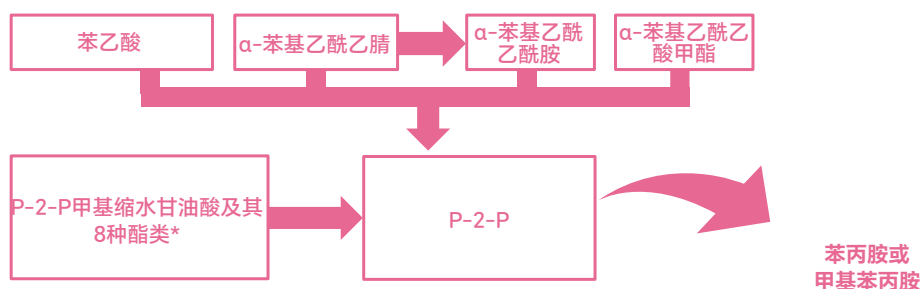 苯乙酸
α-苯基乙酰乙腈
α-苯基乙酰
乙酰胺
α-苯基乙酰乙
酸甲酯
P-2-P甲基缩水甘油酸及其
8种酯类*
P-2-P
苯丙胺或
甲基苯丙胺